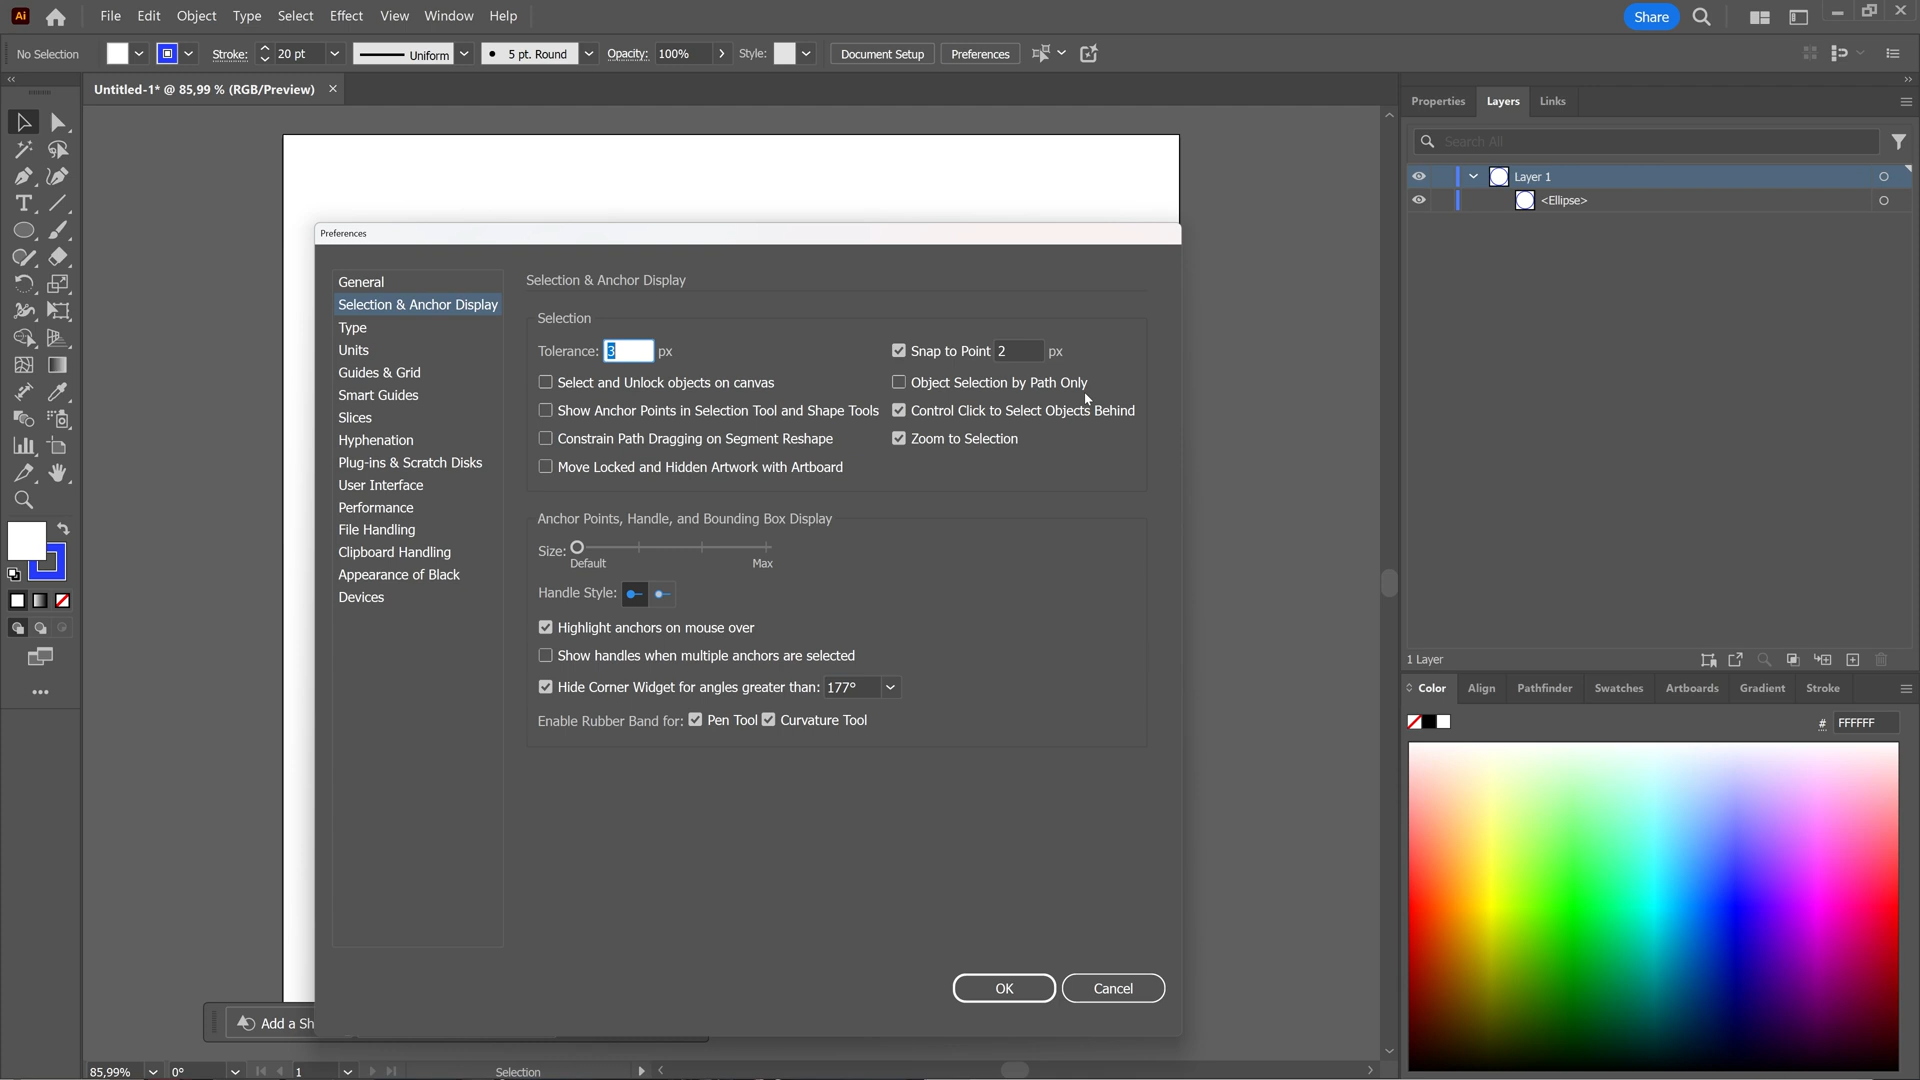 Ai File Edit Object Type Select Effect View Window Help Share
No Selection Stroke: 20 pt Uniform 5 pt. Round Opacity: 100% Style: Document Setup Preferences
Untitled-1* @ 85,99 % (RGB/Preview)
Properties Layers Links
Search All
Layer 1
<Ellipse>
Preferences
General
Selection & Anchor Display
Type
Units
Guides & Grid
Smart Guides
Slices
Hyphenation
Plug-ins & Scratch Disks
User Interface
Performance
File Handling
Clipboard Handling
Appearance of Black
Devices
Selection & Anchor Display
Selection
Tolerance: 3 px Snap to Point 2 px
Select and Unlock objects on canvas Object Selection by Path Only
Show Anchor Points in Selection Tool and Shape Tools Control Click to Select Objects Behind
Constrain Path Dragging on Segment Reshape Zoom to Selection
Move Locked and Hidden Artwork with Artboard
Anchor Points, Handle, and Bounding Box Display
Size:
Default Max
Handle Style:
Highlight anchors on mouse over
Show handles when multiple anchors are selected
Hide Corner Widget for angles greater than: 177°
Enable Rubber Band for: Pen Tool Curvature Tool
OK Cancel
1 Layer
Color Align Pathfinder Swatches Artboards Gradient Stroke
# FFFFFF
Add a Sh
85,99% 0° 1 Selection